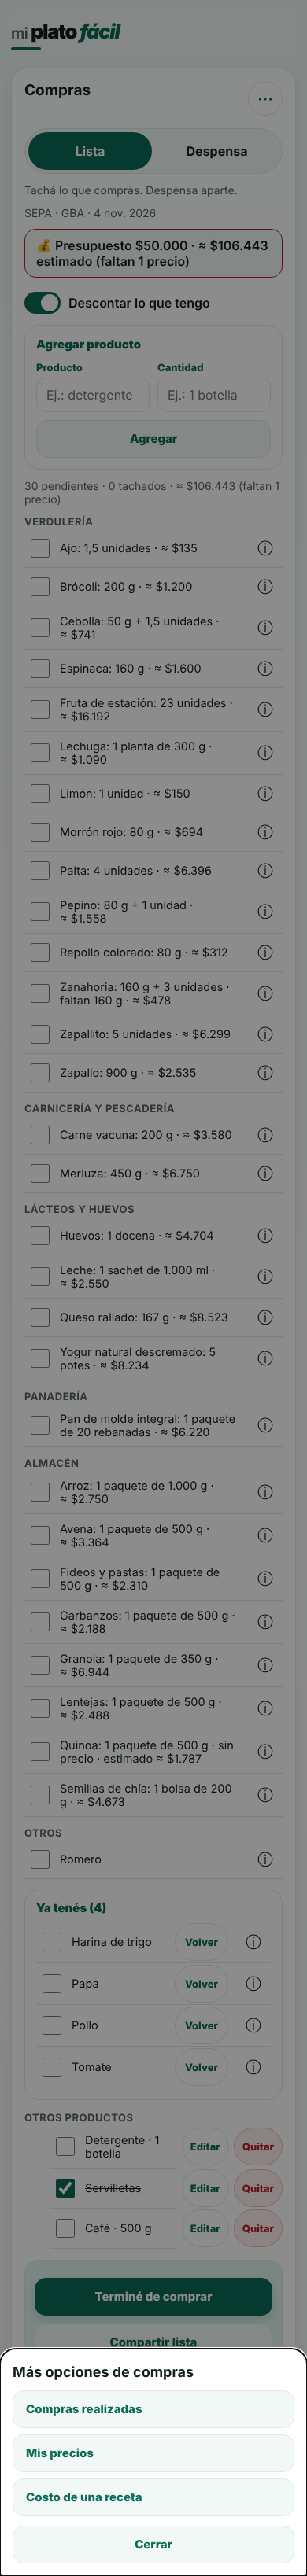 mi plato fácil
Compras
...
Lista
Despensa
Tachá lo que comprás. Despensa aparte.
SEPA · GBA · 4 nov. 2026
💰 Presupuesto $50.000 · ≈ $106.443
estimado (faltan 1 precio)
Descontar lo que tengo
Agregar producto
Producto
Cantidad
Ej.: detergente
Ej.: 1 botella
Agregar
30 pendientes · 0 tachados · ≈ $106.443 (faltan 1
precio)
VERDULERÍA
Ajo: 1,5 unidades · ≈ $135
Brócoli: 200 g · ≈ $1.200
Cebolla: 50 g + 1,5 unidades ·
≈ $741
Espinaca: 160 g · ≈ $1.600
Fruta de estación: 23 unidades ·
≈ $16.192
Lechuga: 1 planta de 300 g ·
≈ $1.090
Limón: 1 unidad · ≈ $150
Morrón rojo: 80 g · ≈ $694
Palta: 4 unidades · ≈ $6.396
Pepino: 80 g + 1 unidad ·
≈ $1.558
Repollo colorado: 80 g · ≈ $312
Zanahoria: 160 g + 3 unidades ·
faltan 160 g · ≈ $478
Zapallito: 5 unidades · ≈ $6.299
Zapallo: 900 g · ≈ $2.535
CARNICERÍA Y PESCADERÍA
Carne vacuna: 200 g · ≈ $3.580
Merluza: 450 g · ≈ $6.750
LÁCTEOS Y HUEVOS
Huevos: 1 docena · ≈ $4.704
Leche: 1 sachet de 1.000 ml ·
≈ $2.550
Queso rallado: 167 g · ≈ $8.523
Yogur natural descremado: 5
potes · ≈ $8.234
PANADERÍA
Pan de molde integral: 1 paquete
de 20 rebanadas · ≈ $6.220
ALMACÉN
Arroz: 1 paquete de 1.000 g ·
≈ $2.750
Avena: 1 paquete de 500 g ·
≈ $3.364
Fideos y pastas: 1 paquete de
500 g · ≈ $2.310
Garbanzos: 1 paquete de 500 g ·
≈ $2.188
Granola: 1 paquete de 350 g ·
≈ $6.944
Lentejas: 1 paquete de 500 g ·
≈ $2.488
Quinoa: 1 paquete de 500 g · sin
precio · estimado ≈ $1.787
Semillas de chía: 1 bolsa de 200
g · ≈ $4.673
OTROS
Romero
Ya tenés (4)
Harina de trigo
Volver
Papa
Volver
Pollo
Volver
Tomate
Volver
OTROS PRODUCTOS
Detergente · 1
botella
Editar
Quitar
Servilletas
Editar
Quitar
Café · 500 g
Editar
Quitar
Terminé de comprar
Compartir lista
Más opciones de compras
Compras realizadas
Mis precios
Costo de una receta
Cerrar